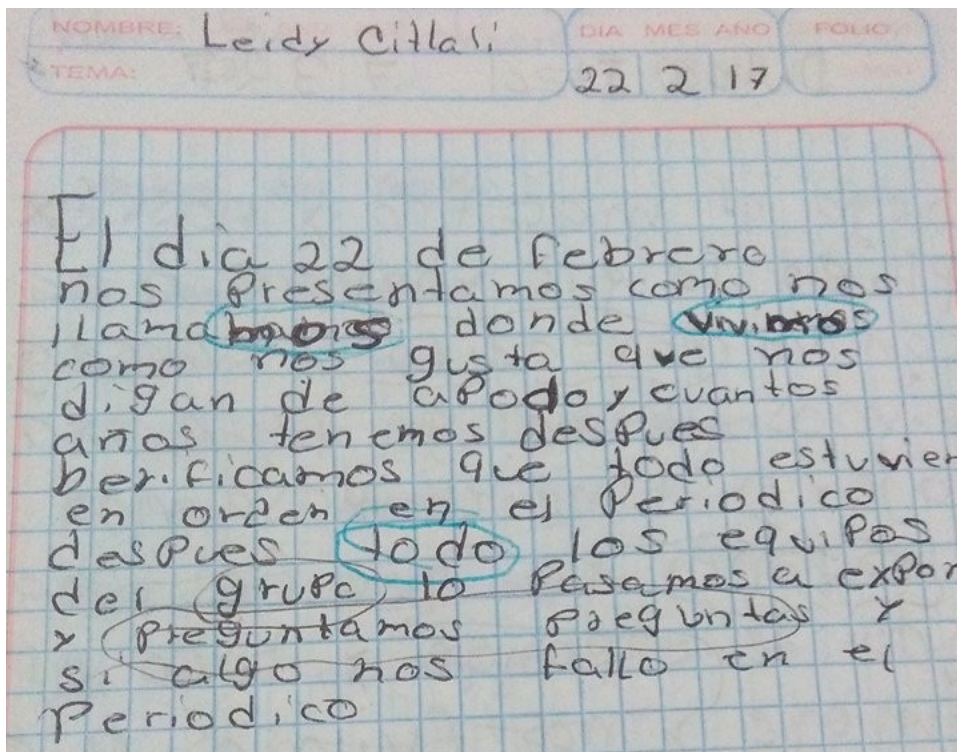 NOMBRE: Leidy Citlali DIA MES AÑO FOLIO:
TEMA: 22 2 17
El dia 22 de febrero
nos Presentamos como nos
llama donde vivimos
como nos gusta que nos
digan de apodo y cuantos
años tenemos despues
berificamos que todo estuvier
en orden en el Periodico
despues todo los equipos
del grupo lo Pasamos a expor
y preguntamos preguntas y
si algo nos fallo en el
Periodico